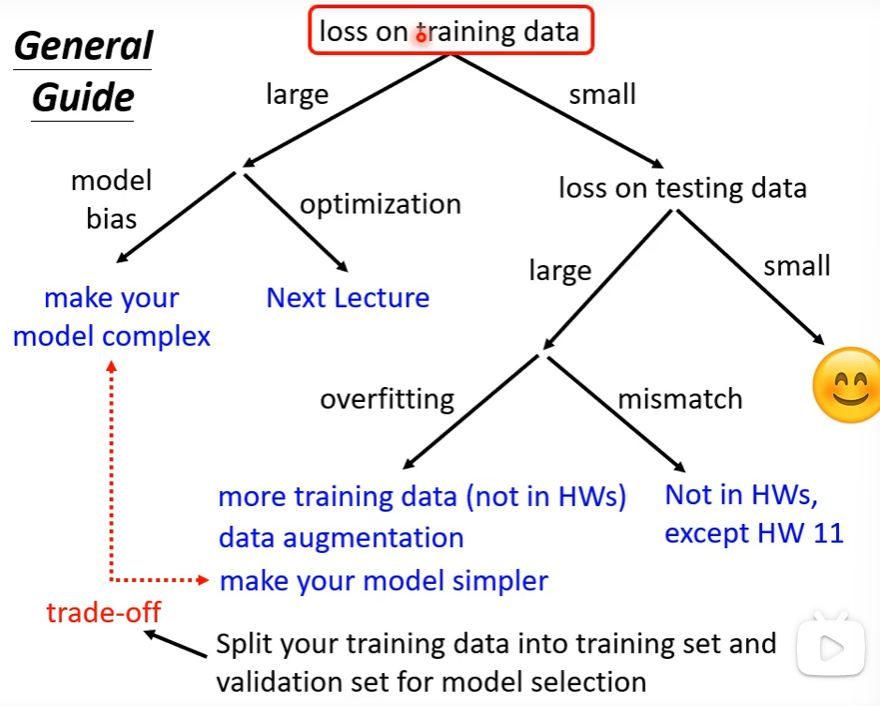 General
Guide
loss on training data
large
small
model
bias
optimization
loss on testing data
make your
model complex
Next Lecture
large
small
overfitting
mismatch
more training data (not in HWs)
data augmentation
make your model simpler
Not in HWs,
except HW 11
trade-off
Split your training data into training set and
validation set for model selection